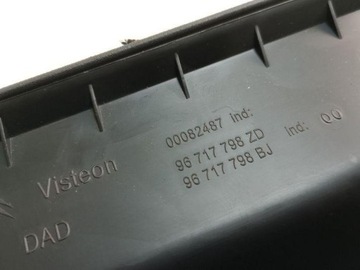 00082487 ind:
96 717 798 ZD ind: 00
96 717 798 BJ
Visteon
DAD